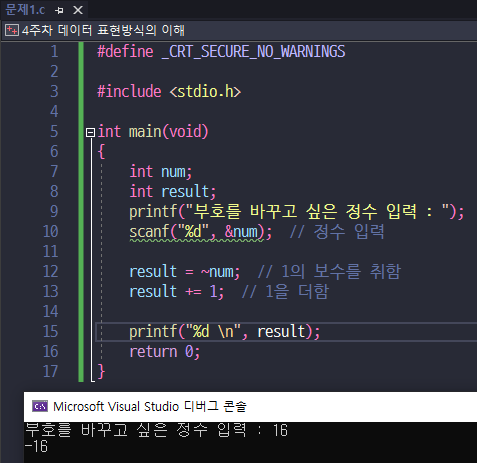 문제1.c
4주차 데이터 표현방식의 이해
1 #define _CRT_SECURE_NO_WARNINGS
2
3 #include <stdio.h>
4
5 int main(void)
6 {
7 int num;
8 int result;
9 printf("부호를 바꾸고 싶은 정수 입력 : ");
10 scanf("%d", &num); // 정수 입력
11
12 result = ~num; // 1의 보수를 취함
13 result += 1; // 1을 더함
14
15 printf("%d \n", result);
16 return 0;
17 }
Microsoft Visual Studio 디버그 콘솔
부호를 바꾸고 싶은 정수 입력 : 16
-16